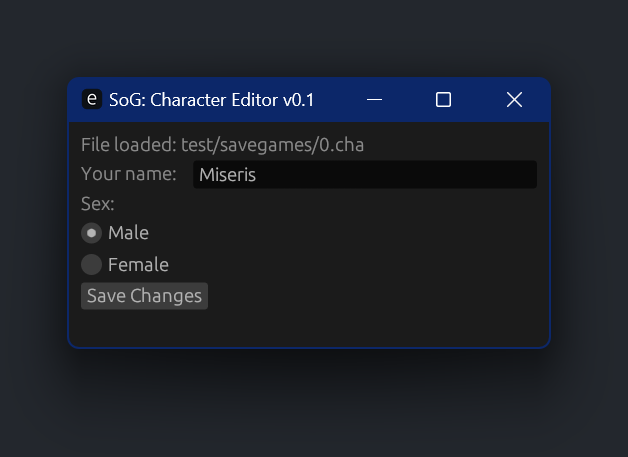 e SoG: Character Editor v0.1
File loaded: test/savegames/0.cha
Your name: Miseris
Sex:
Male
Female
Save Changes